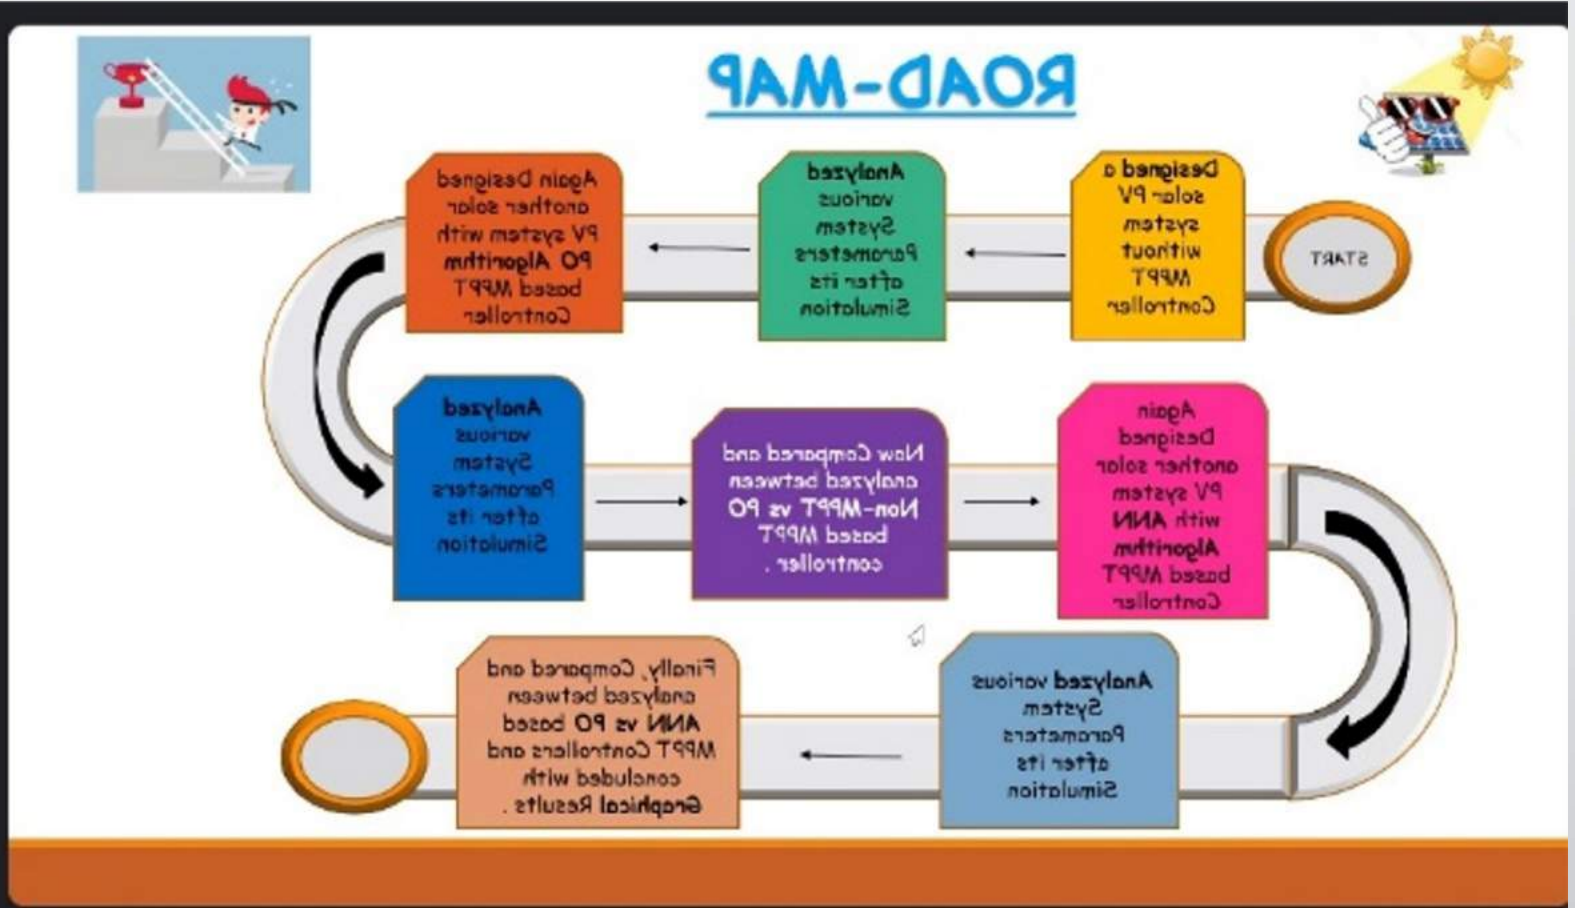 ROAD-MAP
START
Designed a
solar PV
system
without
MPPT
Controller
Analyzed
various
System
Parameters
after its
Simulation
Again Designed
another solar
PV system with
PO Algorithm
based MPPT
Controller
Analyzed
various
System
Parameters
after its
Simulation
Now Compared and
analyzed between
Non-MPPT vs PO
based MPPT
controller .
Again
Designed
another solar
PV system
with ANN
Algorithm
based MPPT
Controller
Analyzed various
System
Parameters
after its
Simulation
Finally, Compared and
analyzed between
ANN vs PO based
MPPT Controllers and
concluded with
Graphical Results .